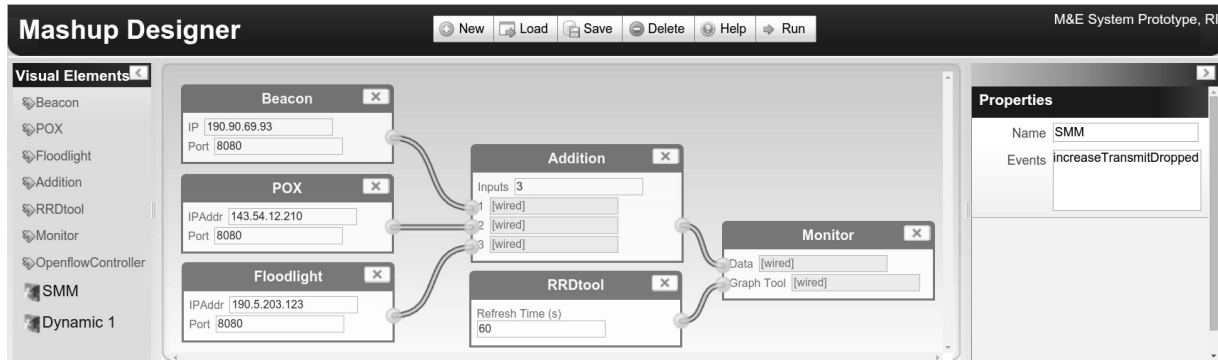 Mashup Designer
New Load Save Delete Help Run
M&E System Prototype, RI
Visual Elements
Beacon
POX
Floodlight
Addition
RRDtool
Monitor
OpenflowController
SMM
Dynamic 1
Beacon
IP 190.90.69.93
Port 8080
POX
IPAddr 143.54.12.210
Port 8080
Floodlight
IPAddr 190.5.203.123
Port 8080
Addition
Inputs 3
1 [wired]
2 [wired]
3 [wired]
RRDtool
Refresh Time (s)
60
Monitor
Data [wired]
Graph Tool [wired]
Properties
Name SMM
Events increaseTransmitDropped